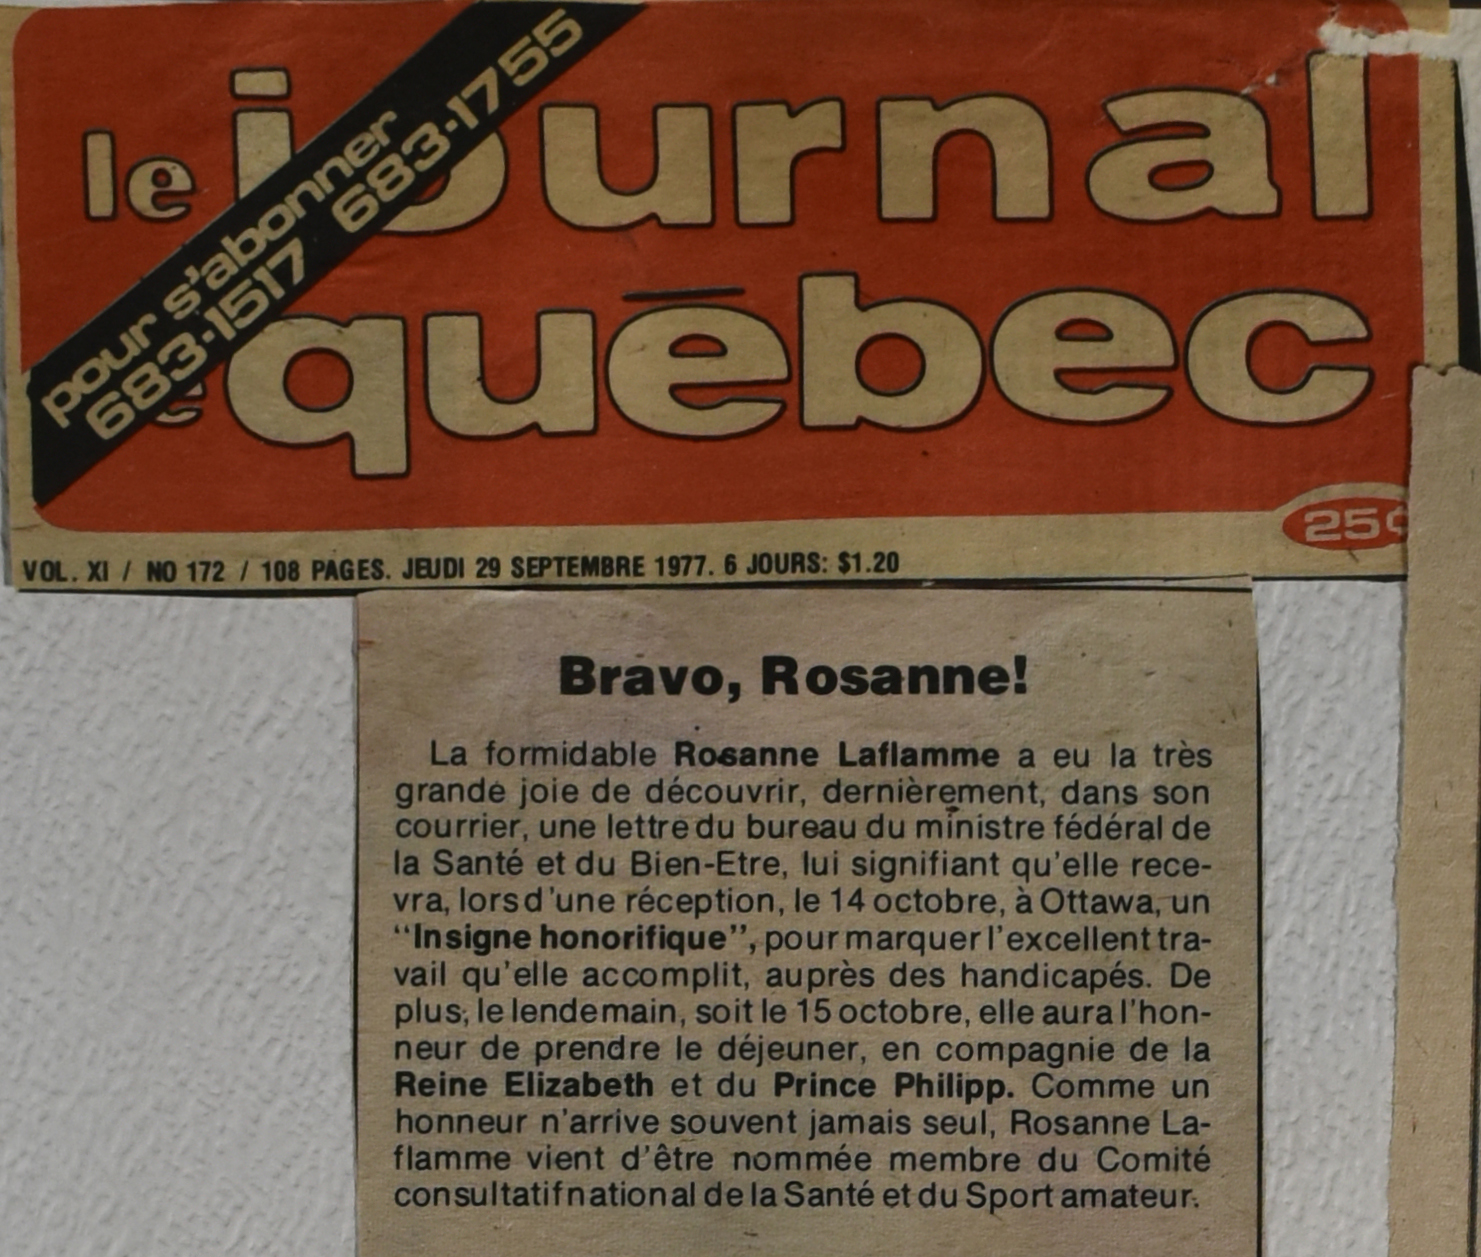 le journal
de québec
pour s'abonner
683-1517 683-1755
25¢
VOL. XI / NO 172 / 108 PAGES. JEUDI 29 SEPTEMBRE 1977. 6 JOURS: $1.20
Bravo, Rosanne!
La formidable Rosanne Laflamme a eu la très
grande joie de découvrir, dernièrement, dans son
courrier, une lettre du bureau du ministre fédéral de
la Santé et du Bien-Etre, lui signifiant qu'elle rece-
vra, lors d'une réception, le 14 octobre, à Ottawa, un
“Insigne honorifique”, pour marquer l'excellent tra-
vail qu'elle accomplit, auprès des handicapés. De
plus, le lendemain, soit le 15 octobre, elle aura l'hon-
neur de prendre le déjeuner, en compagnie de la
Reine Elizabeth et du Prince Philipp. Comme un
honneur n'arrive souvent jamais seul, Rosanne La-
flamme vient d'être nommée membre du Comité
consultatif national de la Santé et du Sport amateur.